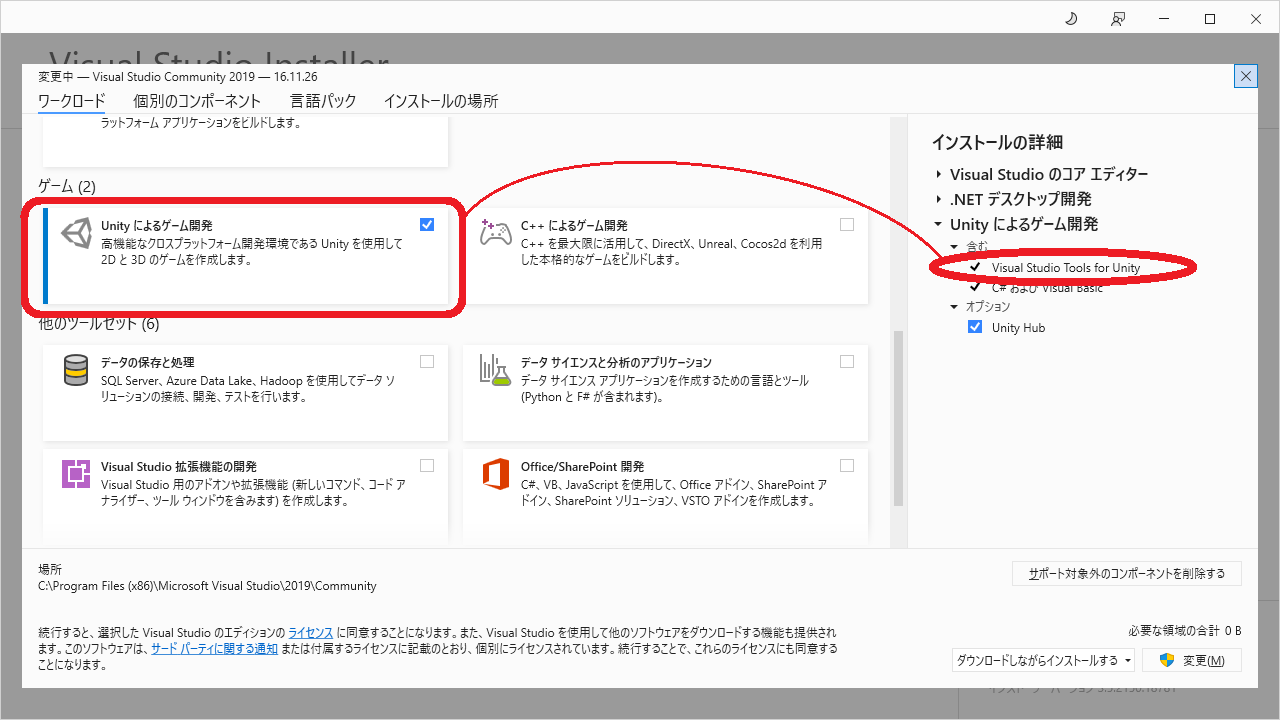 Visual Studio Installer
変更中 — Visual Studio Community 2019 — 16.11.26
ワークロード
個別のコンポーネント
言語パック
インストールの場所
ラットフォーム アプリケーションをビルドします。
ゲーム (2)
Unity によるゲーム開発
高機能なクロスプラットフォーム開発環境である Unity を使用して
2D と 3D のゲームを作成します。
C++ によるゲーム開発
C++ を最大限に活用して、DirectX、Unreal、Cocos2d を利用
した本格的なゲームをビルドします。
他のツールセット (6)
データの保存と処理
SQL Server、Azure Data Lake、Hadoop を使用してデータ ソ
リューションの接続、開発、テストを行います。
データ サイエンスと分析のアプリケーション
データ サイエンス アプリケーションを作成するための言語とツール
(Python と F# が含まれます)。
Visual Studio 拡張機能の開発
Visual Studio 用のアドオンや拡張機能 (新しいコマンド、コード ア
ナライザー、ツール ウィンドウを含みます) を作成します。
Office/SharePoint 開発
C#、VB、JavaScript を使用して、Office アドイン、SharePoint ア
ドイン、SharePoint ソリューション、VSTO アドインを作成します。
インストールの詳細
Visual Studio のコア エディター
.NET デスクトップ開発
Unity によるゲーム開発
含む
Visual Studio Tools for Unity
C# および Visual Basic
オプション
Unity Hub
場所
C:\Program Files (x86)\Microsoft Visual Studio\2019\Community
サポート対象外のコンポーネントを削除する
続行すると、選択した Visual Studio のエディションの ライセンス に同意することになります。また、Visual Studio を使用して他のソフトウェアをダウンロードする機能も提供されま
す。このソフトウェアは、サード パーティに関する通知 または付属するライセンスに記載のとおり、個別にライセンスされています。続行することで、これらのライセンスにも同意する
ことになります。
必要な領域の合計 0 B
ダウンロードしながらインストールする
変更(M)